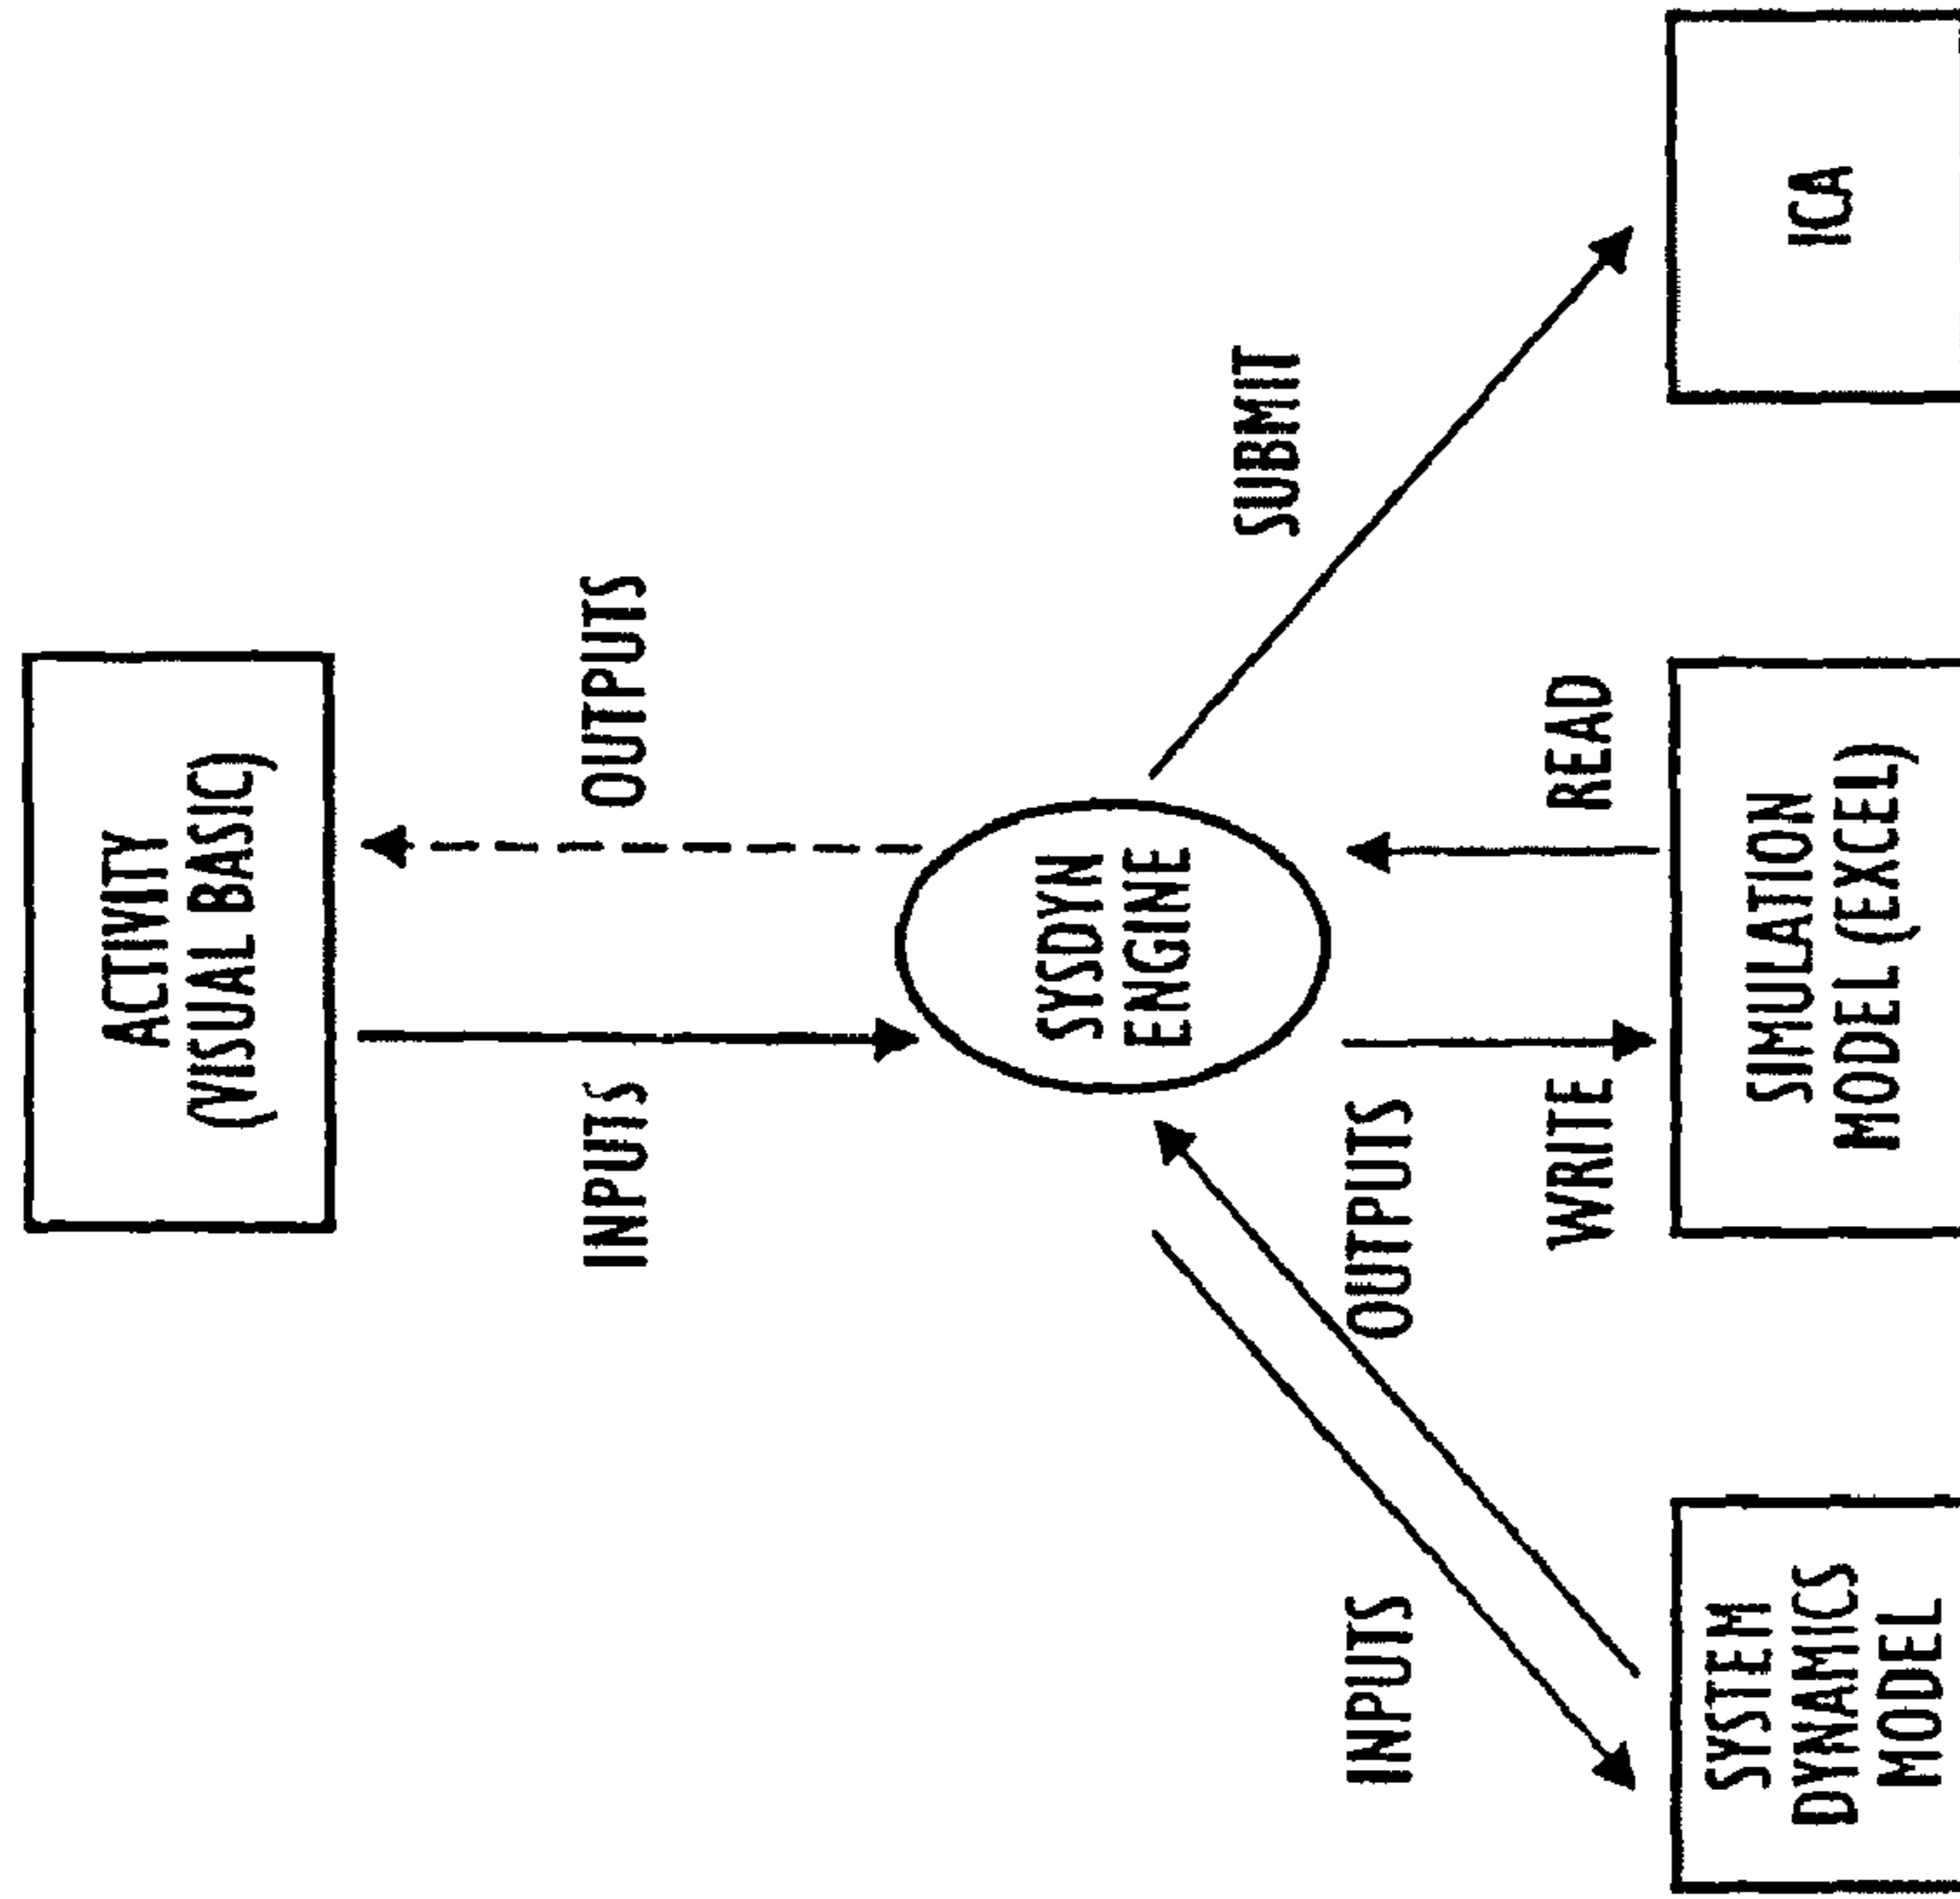 ACTIVITY
(VISUAL BASIC)
INPUTS
OUTPUTS
SYSDYN
ENGINE
SUBMIT
INPUTS
OUTPUTS
WRITE
READ
SYSTEM
DYNAMICS
MODEL
SIMULATION
MODEL (EXCEL)
ICA